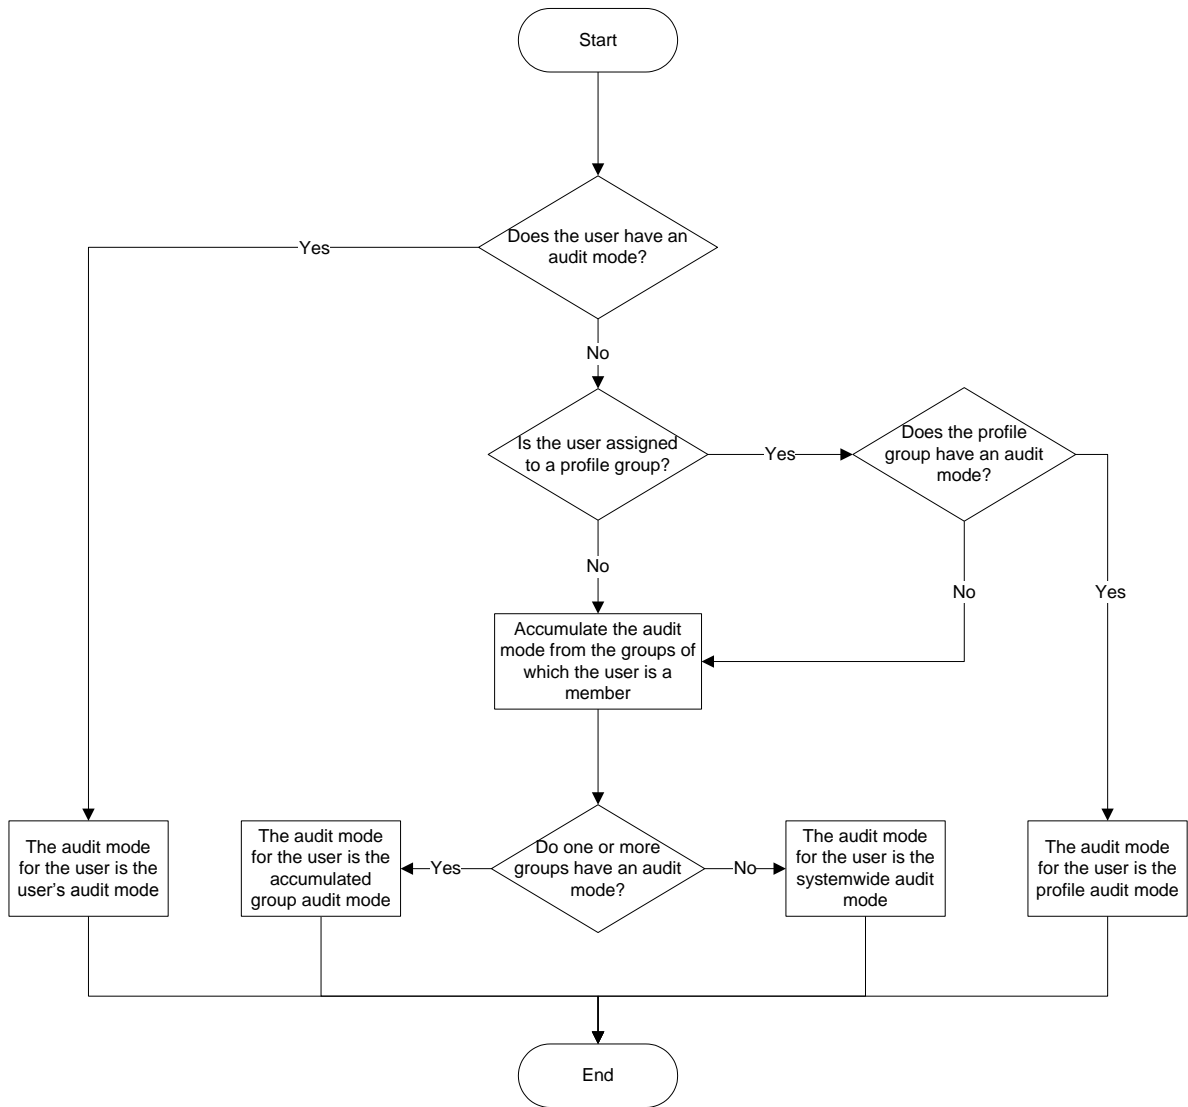 Start
Does the user have an
audit mode?
Yes
No
Is the user assigned
to a profile group?
Yes
Does the profile
group have an audit
mode?
No
No
Yes
Accumulate the audit
mode from the groups of
which the user is a
member
The audit mode
for the user is the
user's audit mode
The audit mode
for the user is the
accumulated
group audit mode
Yes
Do one or more
groups have an audit
mode?
No
The audit mode
for the user is the
systemwide audit
mode
The audit mode
for the user is the
profile audit mode
End